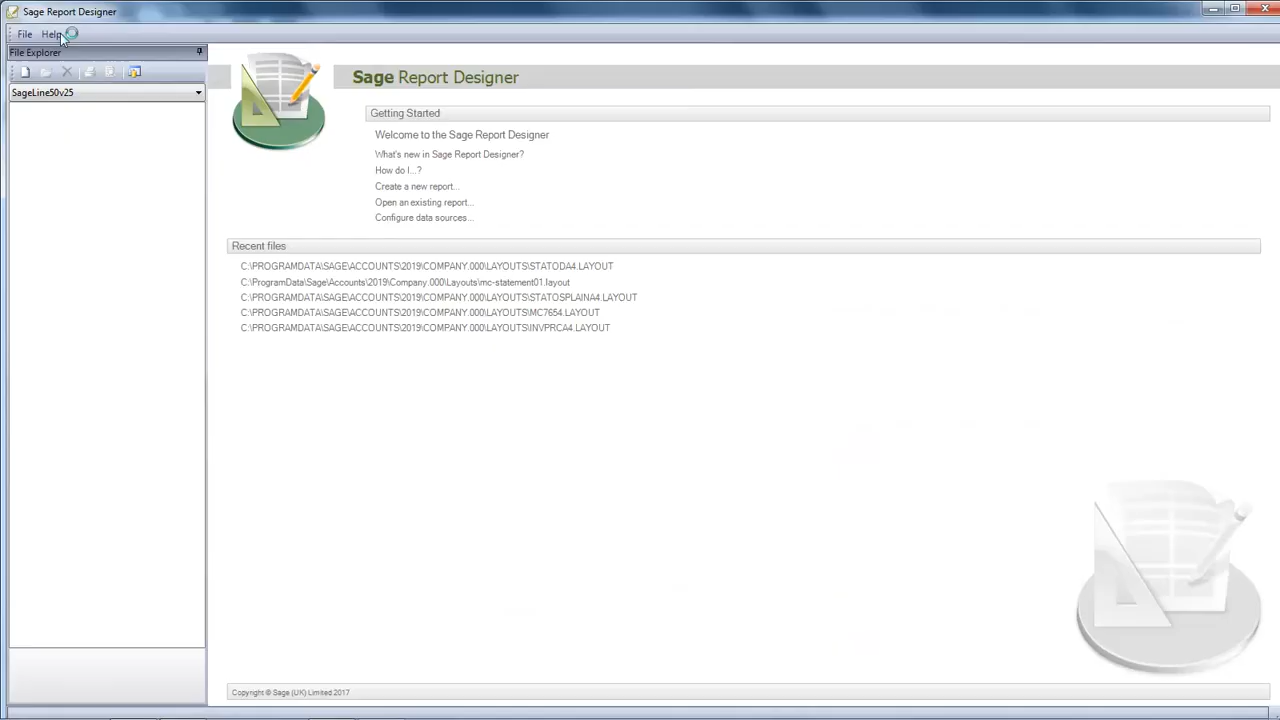 Sage Report Designer
File Help
File Explorer
SageLine50v25
Sage Report Designer
Getting Started
Welcome to the Sage Report Designer
What's new in Sage Report Designer?
How do I...?
Create a new report...
Open an existing report...
Configure data sources...
Recent files
C:\PROGRAMDATA\SAGE\ACCOUNTS\2019\COMPANY.000\LAYOUTS\STATODA4.LAYOUT
C:\ProgramData\Sage\Accounts\2019\Company.000\Layouts\mc-statement01.layout
C:\PROGRAMDATA\SAGE\ACCOUNTS\2019\COMPANY.000\LAYOUTS\STATOSPLAINA4.LAYOUT
C:\PROGRAMDATA\SAGE\ACCOUNTS\2019\COMPANY.000\LAYOUTS\MC7654.LAYOUT
C:\PROGRAMDATA\SAGE\ACCOUNTS\2019\COMPANY.000\LAYOUTS\INVPRCA4.LAYOUT
Copyright © Sage (UK) Limited 2017